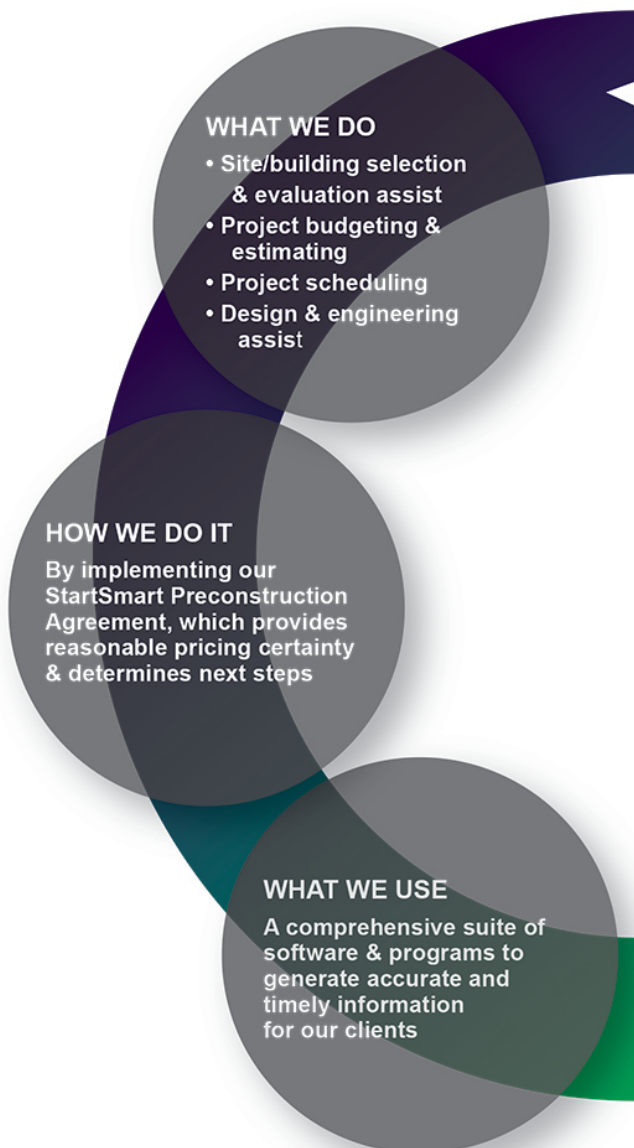 WHAT WE DO
• Site/building selection
& evaluation assist
• Project budgeting &
estimating
• Project scheduling
• Design & engineering
assist
HOW WE DO IT
By implementing our
StartSmart Preconstruction
Agreement, which provides
reasonable pricing certainty
& determines next steps
WHAT WE USE
A comprehensive suite of
software & programs to
generate accurate and
timely information
for our clients